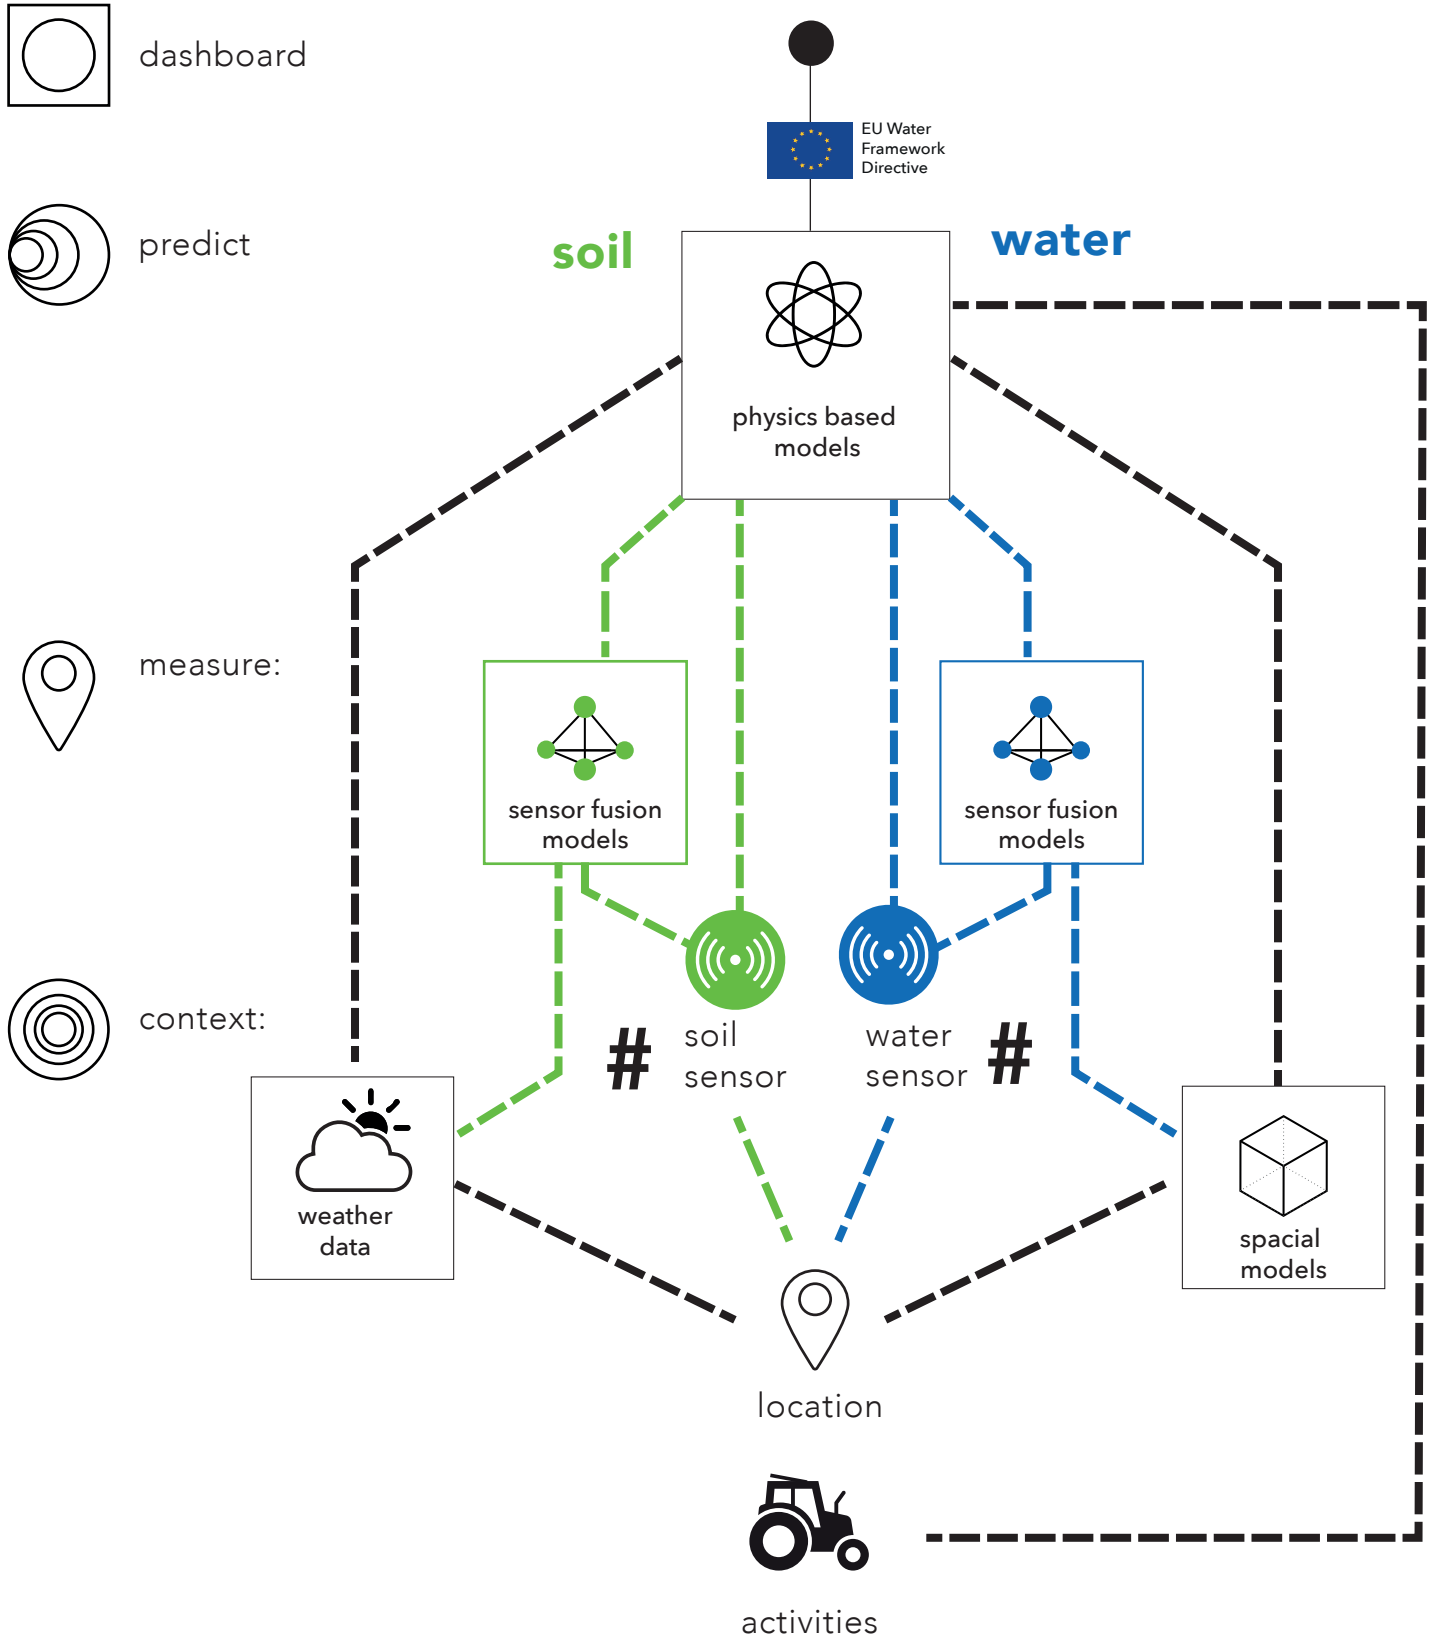 dashboard
EU Water
Framework
Directive
predict
soil
water
physics based
models
measure:
sensor fusion
models
sensor fusion
models
context:
#
soil
sensor
water
sensor
#
weather
data
spacial
models
location
activities